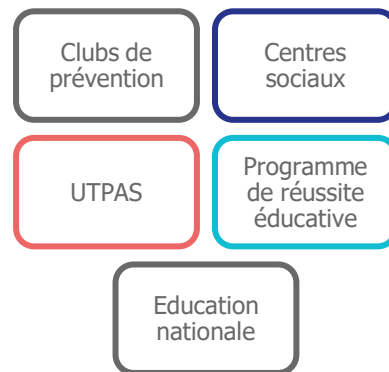 Clubs de
prévention
Centres
sociaux
UTPAS
Programme
de réussite
éducative
Education
nationale